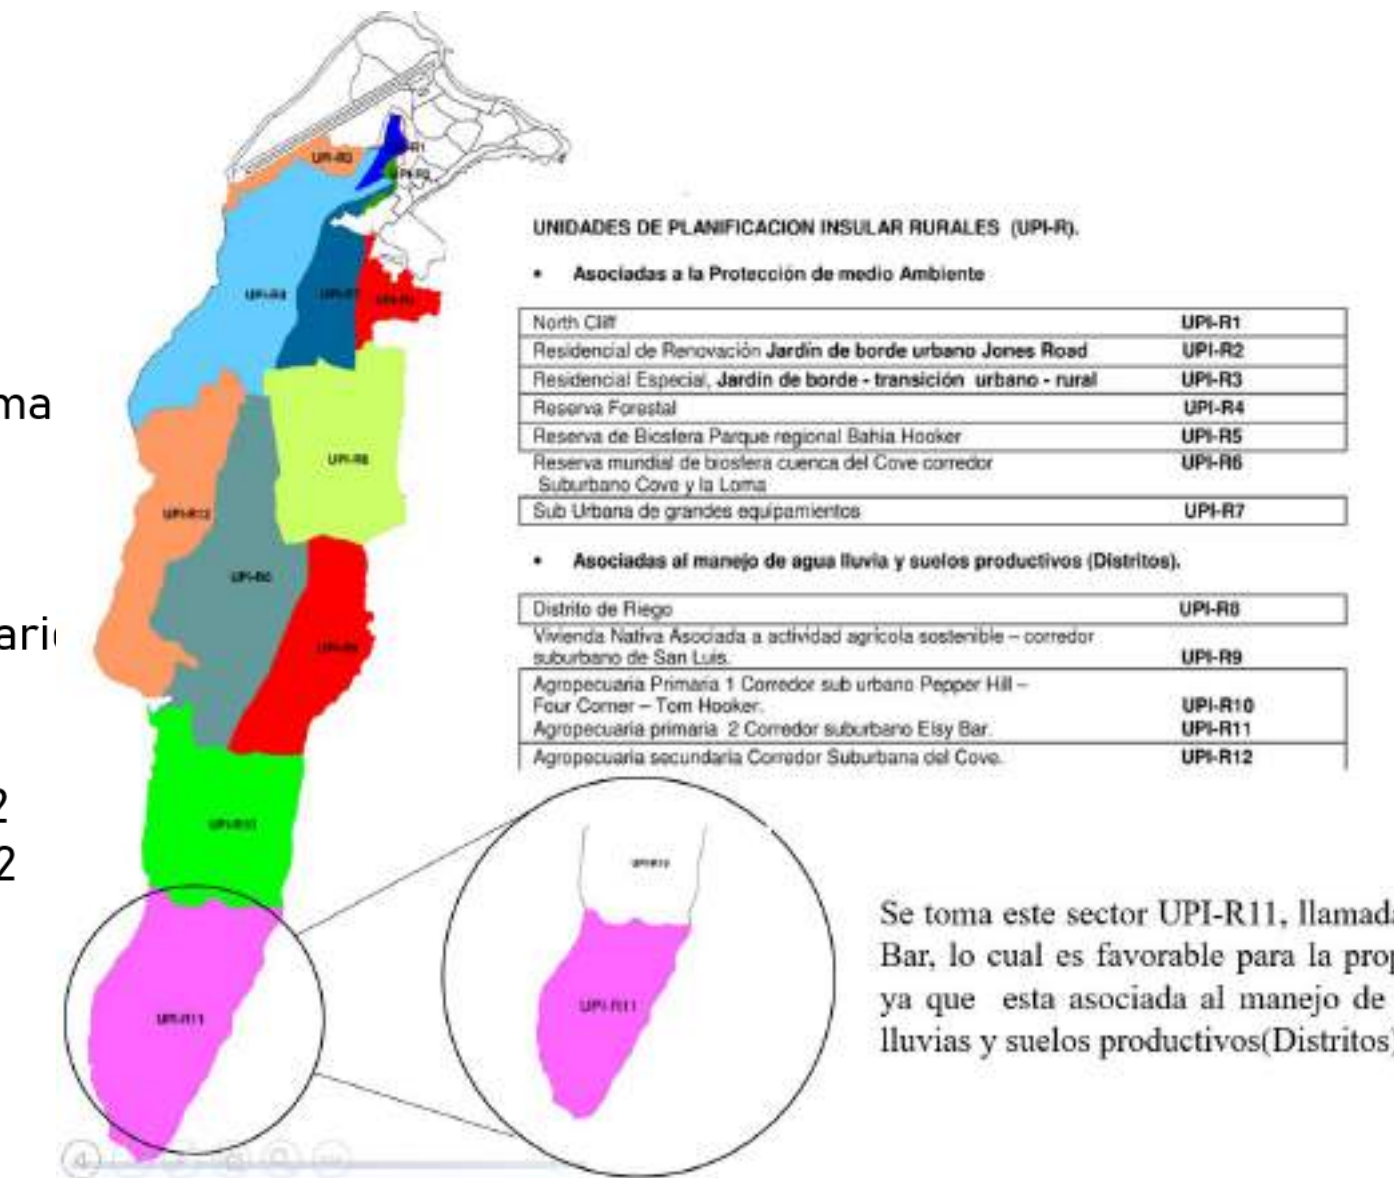 UPI-R3
R1
UPI-R2
UNIDADES DE PLANIFICACION INSULAR RURALES (UPI-R).
• Asociadas a la Protección de medio Ambiente
North Cliff UPI-R1
Residencial de Renovación Jardín de borde urbano Jones Road UPI-R2
Residencial Especial, Jardín de borde - transición urbano - rural UPI-R3
Reserva Forestal UPI-R4
Reserva de Biosfera Parque regional Bahía Hooker UPI-R5
Reserva mundial de biosfera cuenca del Cove corredor UPI-R6
Suburbano Cove y la Loma
Sub Urbana de grandes equipamientos UPI-R7
• Asociadas al manejo de agua lluvia y suelos productivos (Distritos).
Distrito de Riego UPI-R8
Vivienda Nativa Asociada a actividad agrícola sostenible – corredor
suburbano de San Luis. UPI-R9
Agropecuaria Primaria 1 Corredor sub urbano Pepper Hill –
Four Corner – Tom Hooker. UPI-R10
Agropecuaria primaria 2 Corredor suburbano Elsy Bar. UPI-R11
Agropecuaria secundaria Corredor Suburbana del Cove. UPI-R12
ma
ari
2
2
UPI-R12
UPI-R10
UPI-R11
UPI-R11
Se toma este sector UPI-R11, llamada
Bar, lo cual es favorable para la prop
ya que esta asociada al manejo de
lluvias y suelos productivos(Distritos)